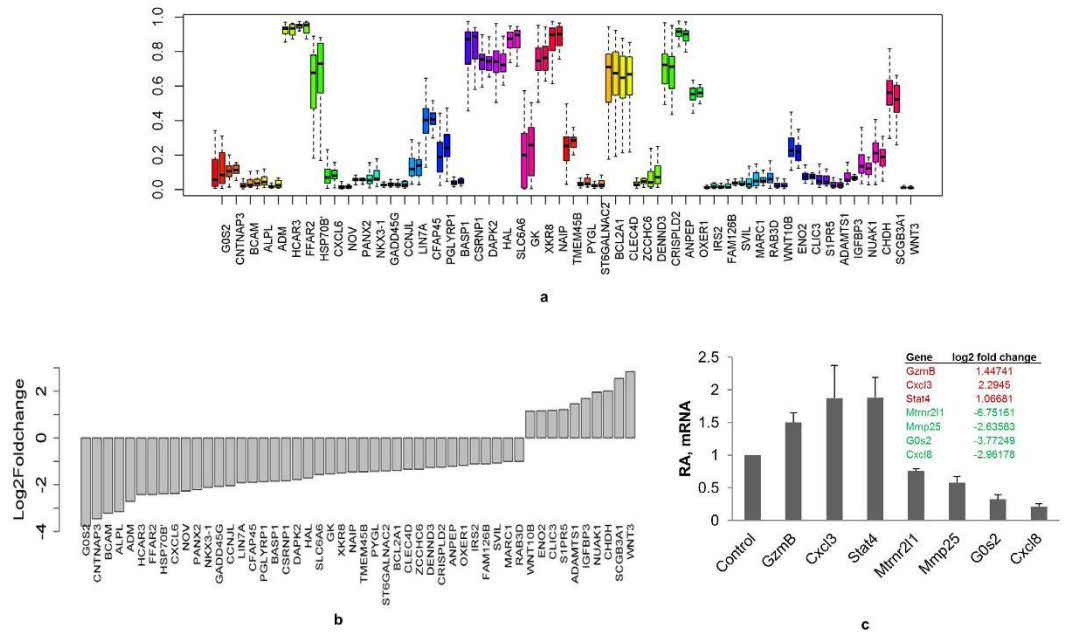 1.0
0.8
0.6
0.4
0.2
0.0
G0S2
CNTNAP3
BCAM
ALPL
ADM
HCAR3
FFAR2
HSP70B'
CXCL6
NOV
PANX2
NKX3-1
GADD45G
CCNJL
LIN7A
CFAP45
PGLYRP1
BASP1
CSRNP1
DAPK2
HAL
SLC6A6
GK
XKR8
NAIP
TMEM45B
PYGL
ST6GALNAC2
BCL2A1
CLEC4D
ZCCHC6
DENND3
CRISPLD2
ANPEP
OXER1
IRS2
FAM126B
SVIL
MARC1
RAB3D
WNT10B
ENO2
CLIC3
S1PR5
ADAMTS1
IGFBP3
NUAK1
CHDH
SCGB3A1
WNT3
a
Log2Foldchange
2
0
-2
-4
G0S2
CNTNAP3
BCAM
ALPL
ADM
HCAR3
FFAR2
HSP70B'
CXCL6
NOV
PANX2
NKX3-1
GADD45G
CCNJL
LIN7A
CFAP45
PGLYRP1
BASP1
CSRNP1
DAPK2
HAL
SLC6A6
GK
XKR8
NAIP
TMEM45B
PYGL
ST6GALNAC2
BCL2A1
CLEC4D
ZCCHC6
DENND3
CRISPLD2
ANPEP
OXER1
IRS2
FAM126B
SVIL
MARC1
RAB3D
WNT10B
ENO2
CLIC3
S1PR5
ADAMTS1
IGFBP3
NUAK1
CHDH
SCGB3A1
WNT3
b
RA, mRNA
2.5
2
1.5
1
0.5
0
Gene log2 fold change
GzmB 1.44741
Cxcl3 2.2945
Stat4 1.06681
Mtrnr2l1 -6.75161
Mmp25 -2.63583
G0s2 -3.77249
Cxcl8 -2.96178
Control
GzmB
Cxcl3
Stat4
Mtrnr2l1
Mmp25
G0s2
Cxcl8
c